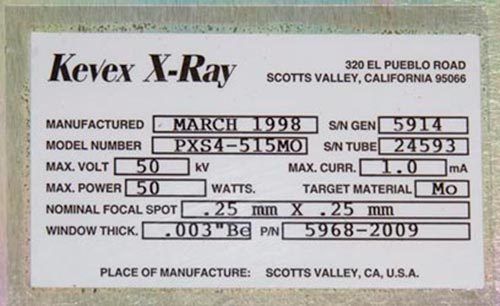 Kevex X-Ray
320 EL PUEBLO ROAD
SCOTTS VALLEY, CALIFORNIA 95066
MANUFACTURED MARCH 1998 S/N GEN 5914
MODEL NUMBER PXS4-515MO S/N TUBE 24593
MAX. VOLT 50 kV MAX. CURR. 1.0 mA
MAX. POWER 50 WATTS. TARGET MATERIAL Mo
NOMINAL FOCAL SPOT .25 mm X .25 mm
WINDOW THICK. .003"Be P/N 5968-2009
PLACE OF MANUFACTURE: SCOTTS VALLEY, CA, U.S.A.